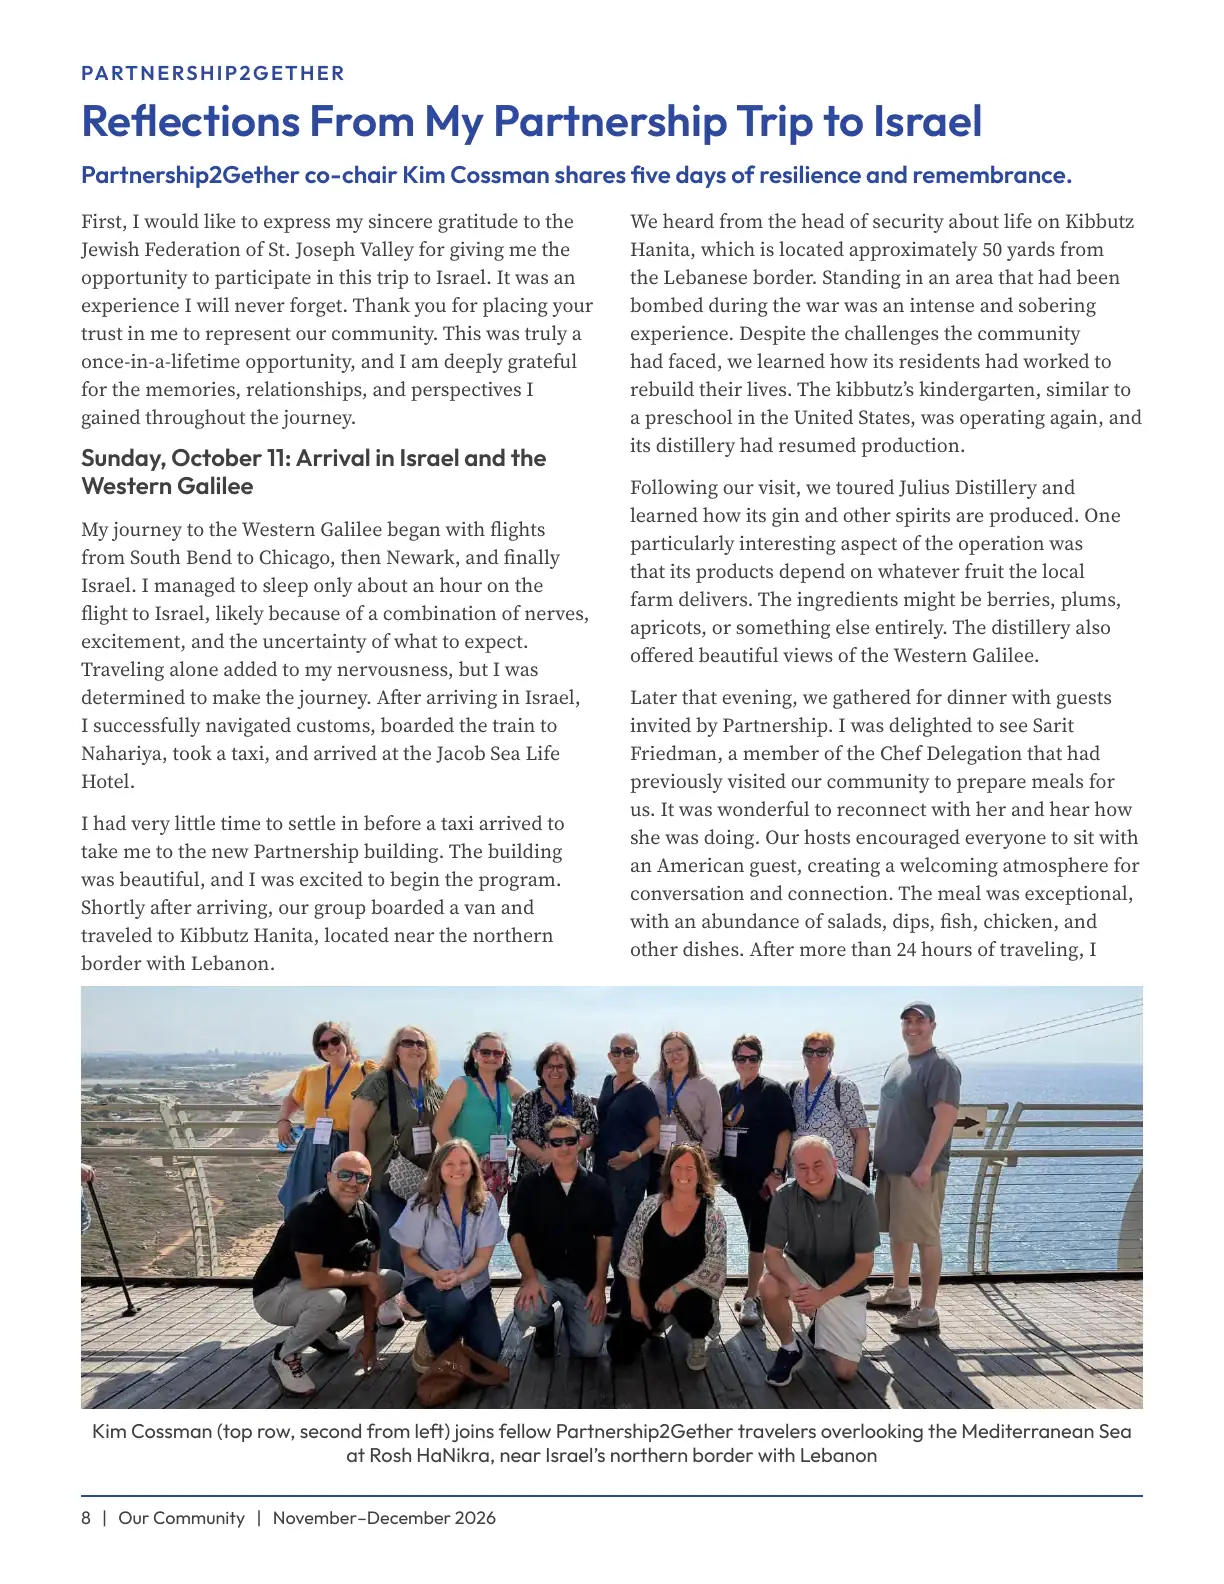 PARTNERSHIP2GETHER
Reflections From My Partnership Trip to Israel
Partnership2Gether co-chair Kim Cossman shares five days of resilience and remembrance.
First, I would like to express my sincere gratitude to the
Jewish Federation of St. Joseph Valley for giving me the
opportunity to participate in this trip to Israel. It was an
experience I will never forget. Thank you for placing your
trust in me to represent our community. This was truly a
once-in-a-lifetime opportunity, and I am deeply grateful
for the memories, relationships, and perspectives I
gained throughout the journey.
Sunday, October 11: Arrival in Israel and the
Western Galilee
My journey to the Western Galilee began with flights
from South Bend to Chicago, then Newark, and finally
Israel. I managed to sleep only about an hour on the
flight to Israel, likely because of a combination of nerves,
excitement, and the uncertainty of what to expect.
Traveling alone added to my nervousness, but I was
determined to make the journey. After arriving in Israel,
I successfully navigated customs, boarded the train to
Nahariya, took a taxi, and arrived at the Jacob Sea Life
Hotel.
I had very little time to settle in before a taxi arrived to
take me to the new Partnership building. The building
was beautiful, and I was excited to begin the program.
Shortly after arriving, our group boarded a van and
traveled to Kibbutz Hanita, located near the northern
border with Lebanon.
We heard from the head of security about life on Kibbutz
Hanita, which is located approximately 50 yards from
the Lebanese border. Standing in an area that had been
bombed during the war was an intense and sobering
experience. Despite the challenges the community
had faced, we learned how its residents had worked to
rebuild their lives. The kibbutz’s kindergarten, similar to
a preschool in the United States, was operating again, and
its distillery had resumed production.
Following our visit, we toured Julius Distillery and
learned how its gin and other spirits are produced. One
particularly interesting aspect of the operation was
that its products depend on whatever fruit the local
farm delivers. The ingredients might be berries, plums,
apricots, or something else entirely. The distillery also
offered beautiful views of the Western Galilee.
Later that evening, we gathered for dinner with guests
invited by Partnership. I was delighted to see Sarit
Friedman, a member of the Chef Delegation that had
previously visited our community to prepare meals for
us. It was wonderful to reconnect with her and hear how
she was doing. Our hosts encouraged everyone to sit with
an American guest, creating a welcoming atmosphere for
conversation and connection. The meal was exceptional,
with an abundance of salads, dips, fish, chicken, and
other dishes. After more than 24 hours of traveling, I
Kim Cossman (top row, second from left) joins fellow Partnership2Gether travelers overlooking the Mediterranean Sea
at Rosh HaNikra, near Israel’s northern border with Lebanon
8 | Our Community | November–December 2026